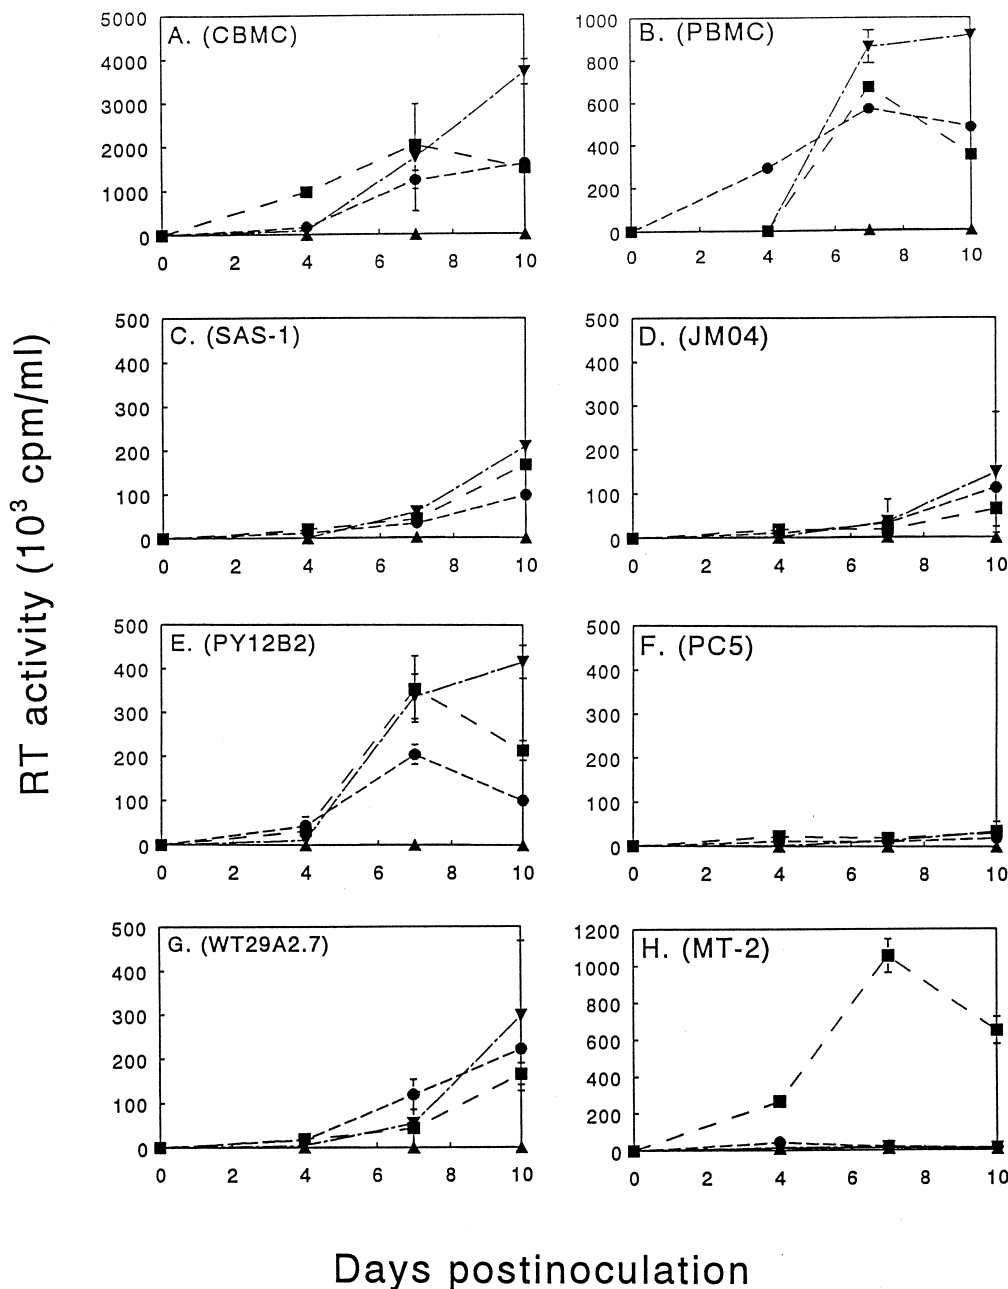 A. (CBMC)
5000
4000
3000
2000
1000
0
0 2 4 6 8 10
B. (PBMC)
1000
800
600
400
200
0
0 2 4 6 8 10
C. (SAS-1)
500
400
300
200
100
0
0 2 4 6 8 10
D. (JM04)
500
400
300
200
100
0
0 2 4 6 8 10
E. (PY12B2)
500
400
300
200
100
0
0 2 4 6 8 10
F. (PC5)
500
400
300
200
100
0
0 2 4 6 8 10
G. (WT29A2.7)
500
400
300
200
100
0
0 2 4 6 8 10
H. (MT-2)
1200
1000
800
600
400
200
0
0 2 4 6 8 10
RT activity (10³ cpm/ml)
Days postinoculation